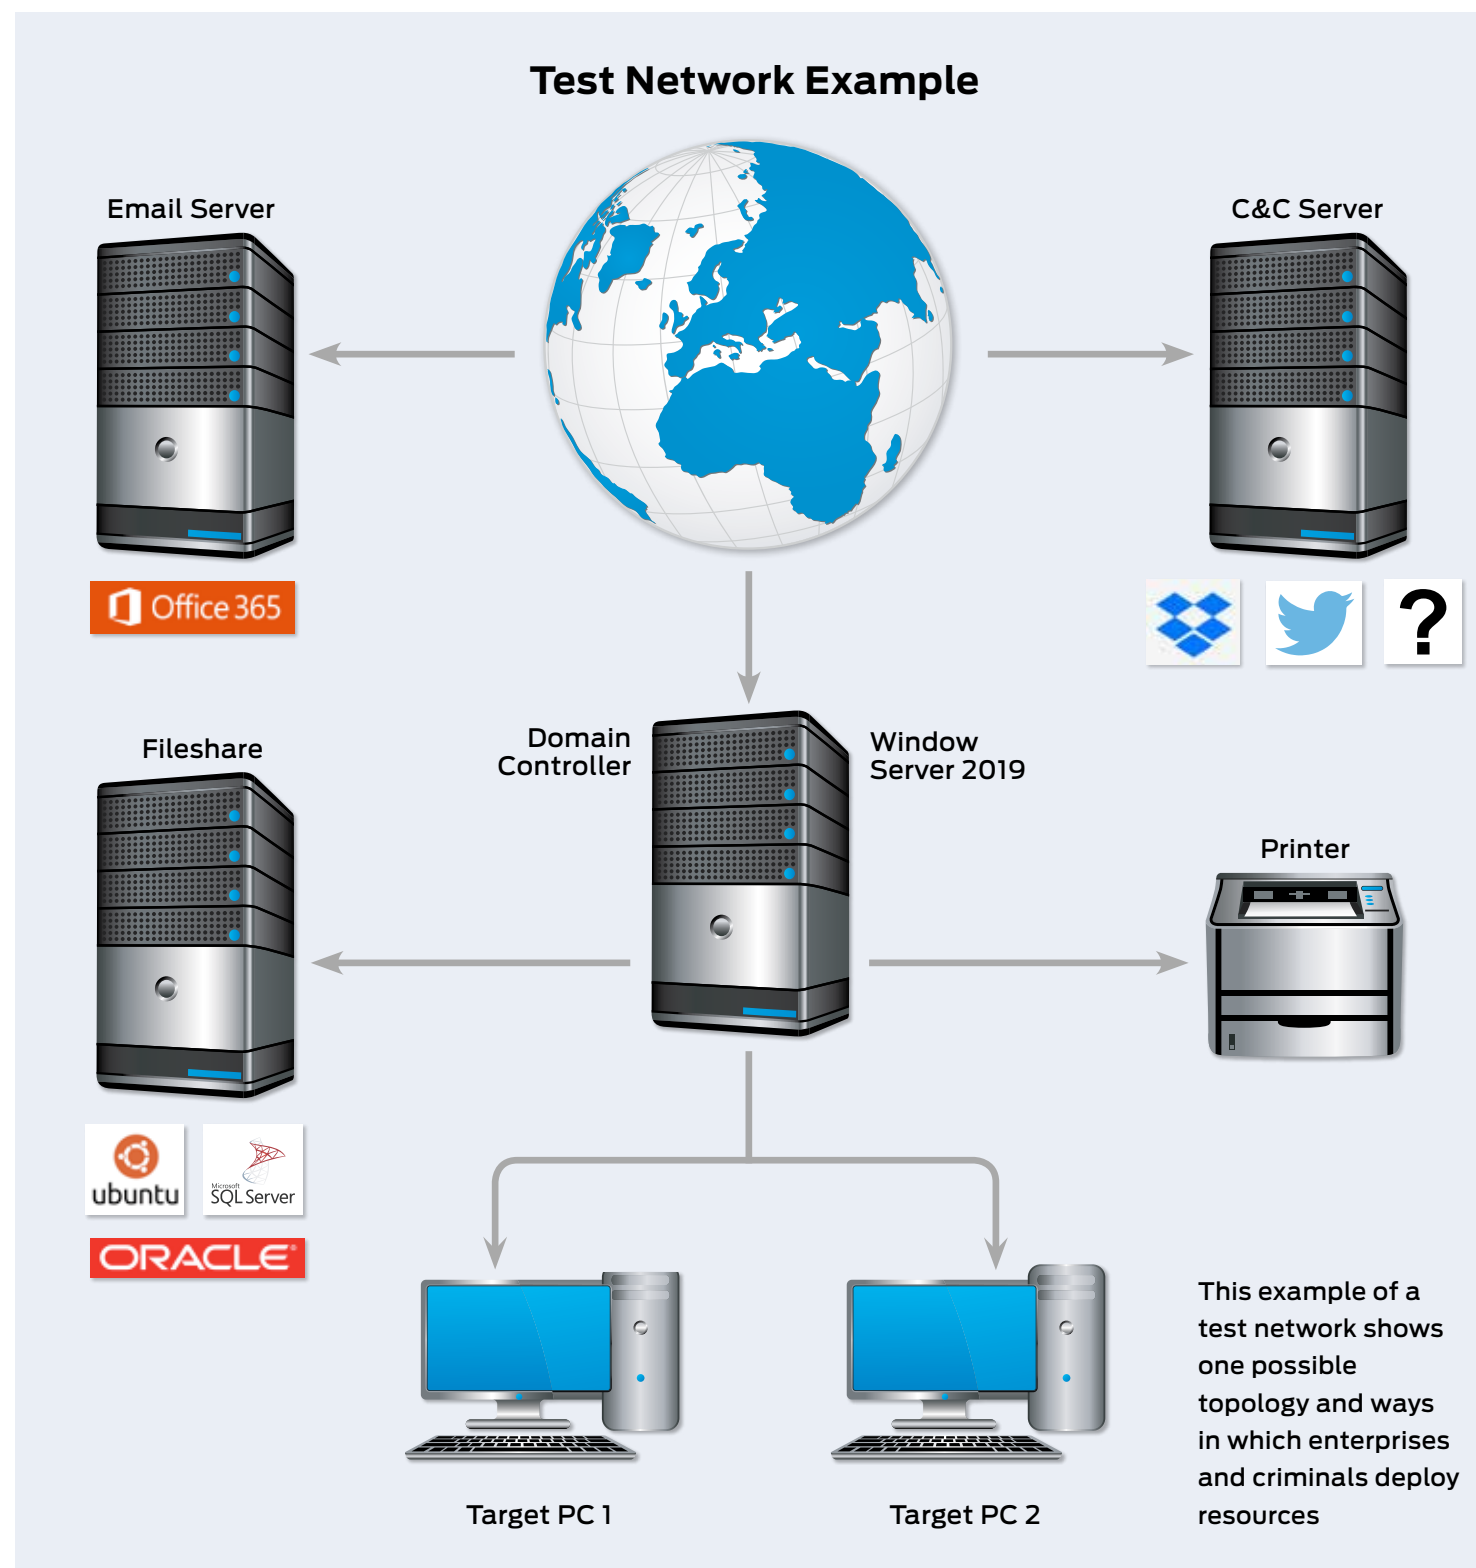 Test Network Example
Email Server
C&C Server
Office 365
?
Fileshare
Domain
Controller
Window
Server 2019
Printer
ubuntu
Microsoft
SQL Server
ORACLE®
This example of a
test network shows
one possible
topology and ways
in which enterprises
and criminals deploy
resources
Target PC 1
Target PC 2